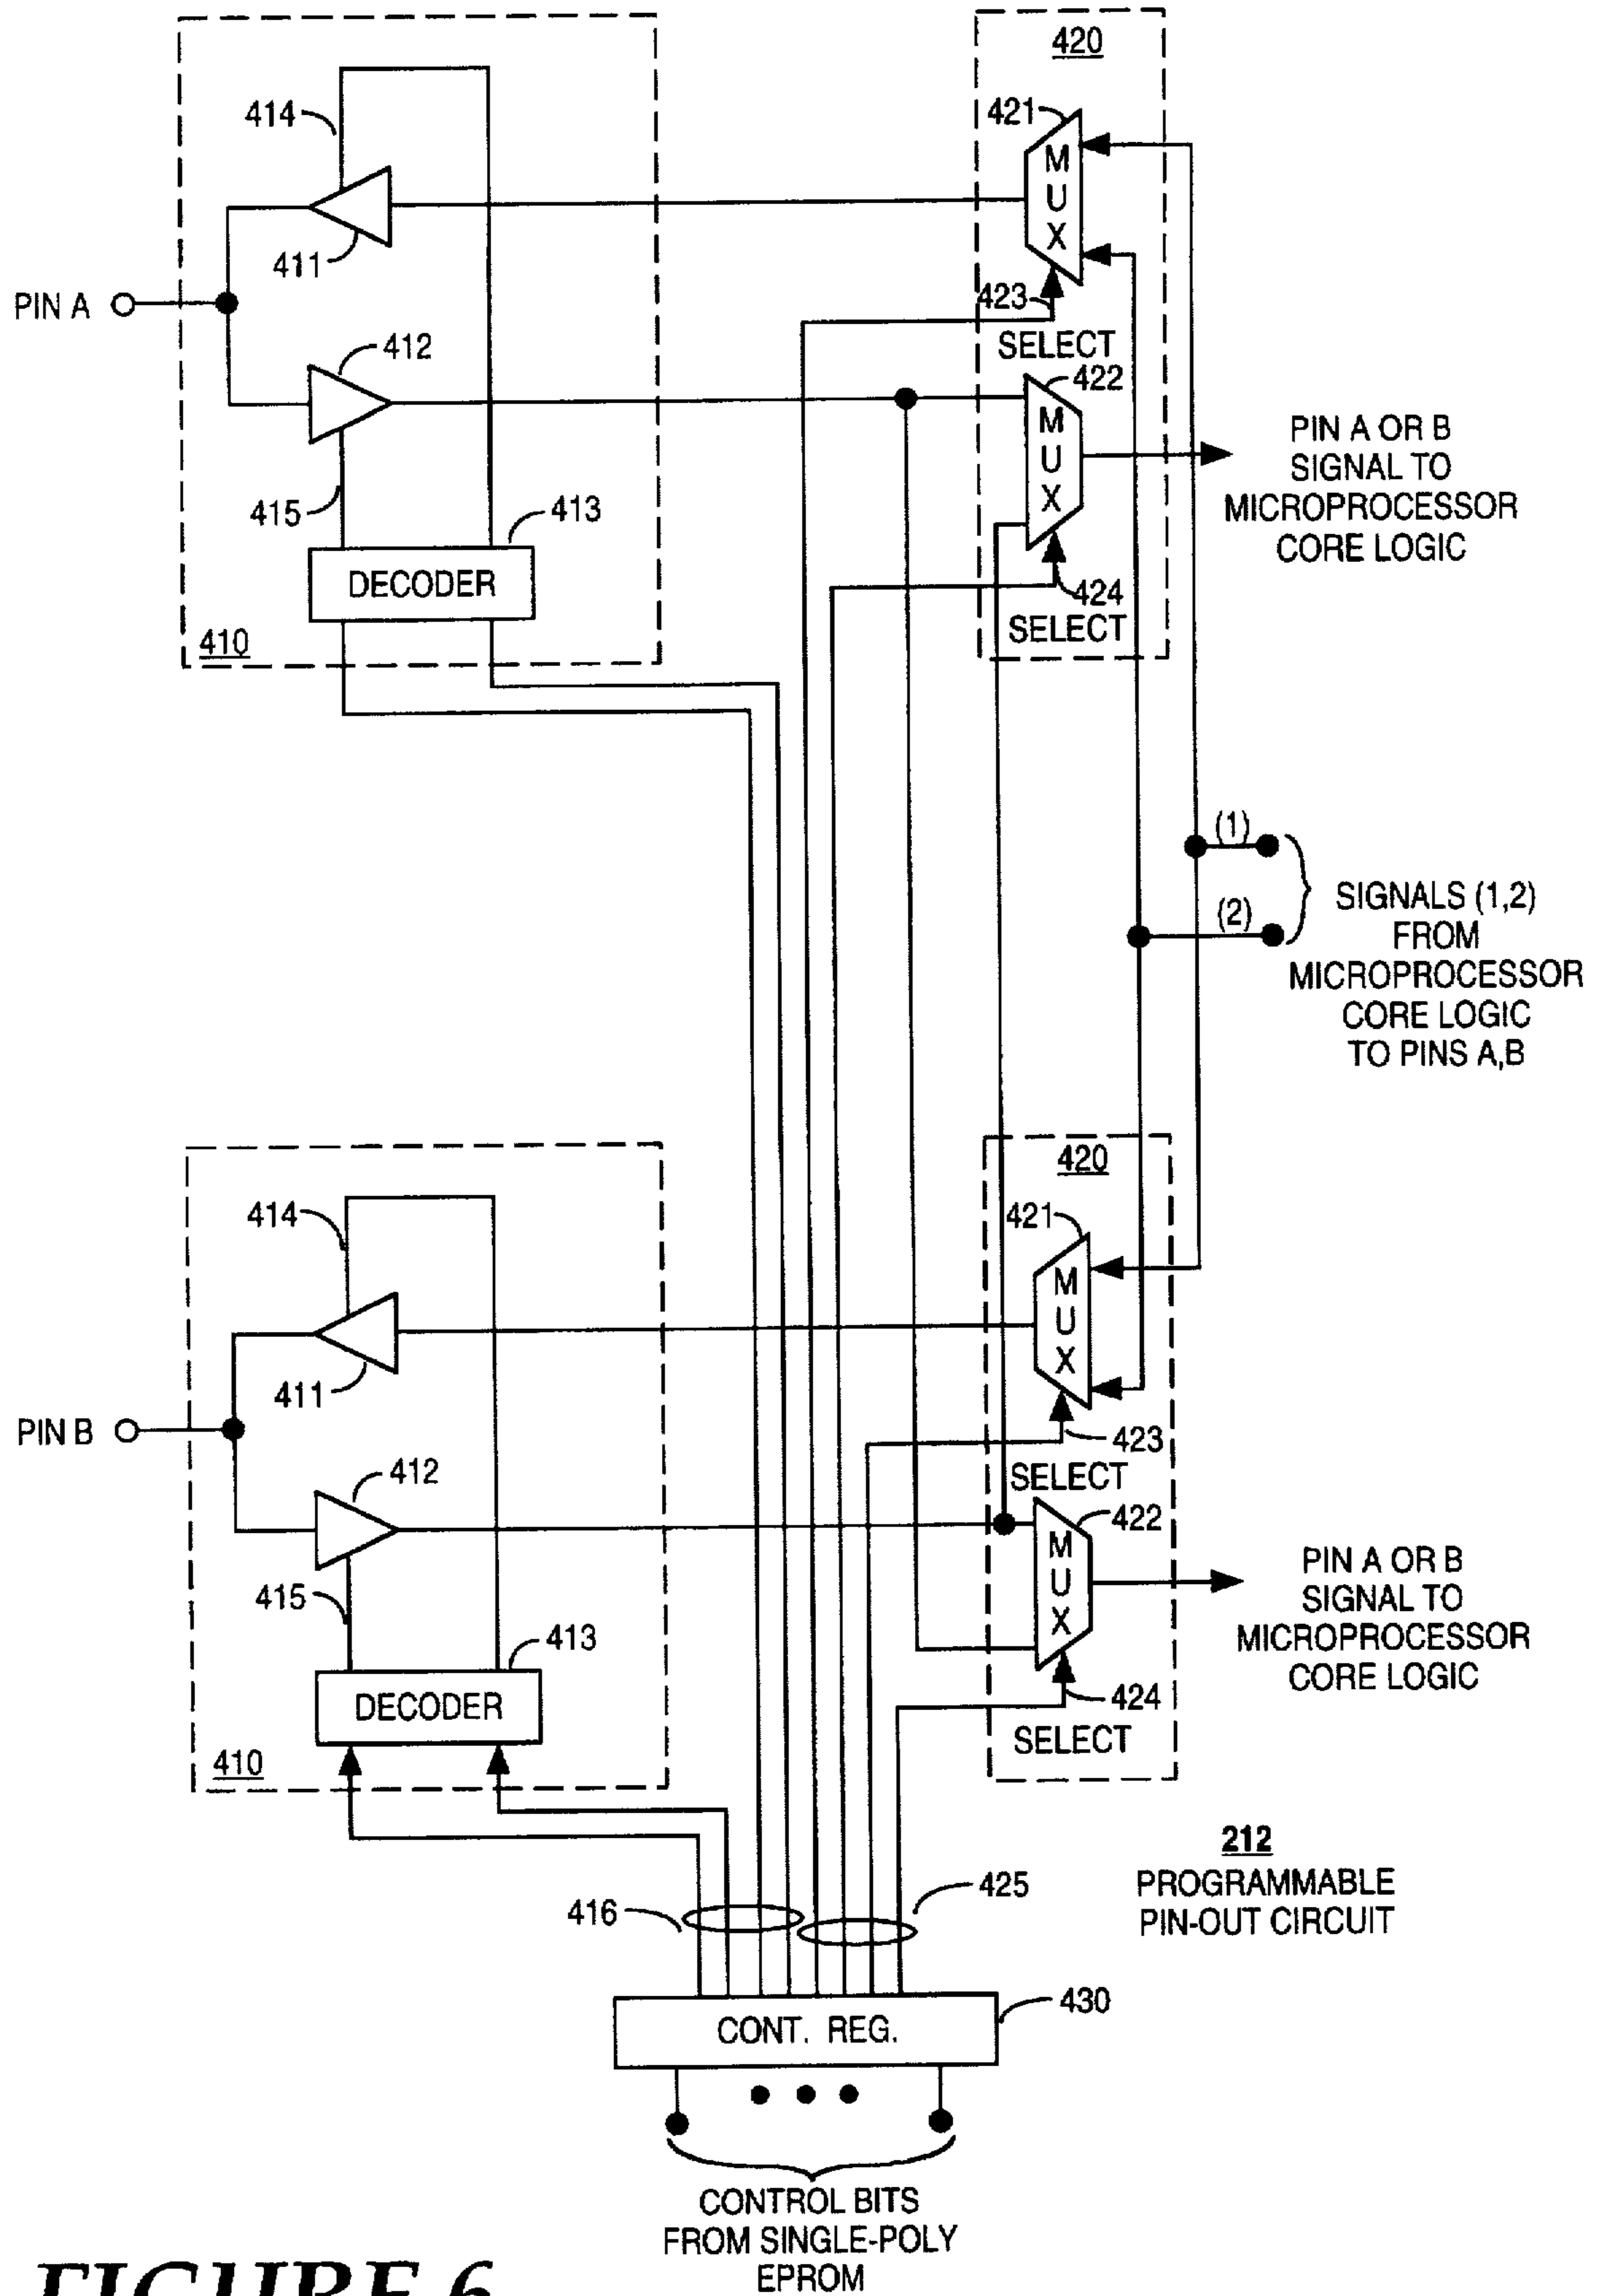 420
414
421
M
U
X
411
PIN A
423
SELECT
412
422
M
U
X
PIN A OR B
SIGNAL TO
MICROPROCESSOR
CORE LOGIC
415
413
DECODER
424
SELECT
410
(1)
(2)
SIGNALS (1,2)
FROM
MICROPROCESSOR
CORE LOGIC
TO PINS A,B
420
414
421
M
U
X
411
PIN B
423
SELECT
412
422
M
U
X
PIN A OR B
SIGNAL TO
MICROPROCESSOR
CORE LOGIC
415
413
DECODER
424
SELECT
410
212
PROGRAMMABLE
PIN-OUT CIRCUIT
416
425
CONT. REG.
430
CONTROL BITS
FROM SINGLE-POLY
EPROM
FIGURE 6